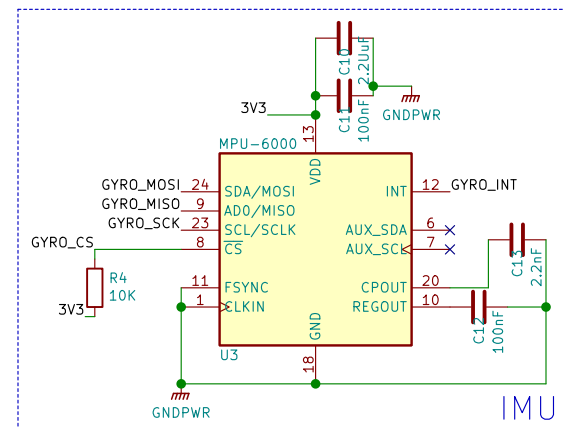 C10
2.2UuF
3V3
C11
100nF
GNDPWR
13
MPU-6000
VDD
GYRO_MOSI 24 SDA/MOSI
INT 12 GYRO_INT
GYRO_MISO 9 AD0/MISO
GYRO_SCK 23 SCL/SCLK
AUX_SDA 6
GYRO_CS 8 CS
AUX_SCL 7
C13
2.2nF
R4
10K
11 FSYNC
CPOUT 20
3V3
1 CLKIN
REGOUT 10
C12
100nF
GND
U3
18
GNDPWR
IMU